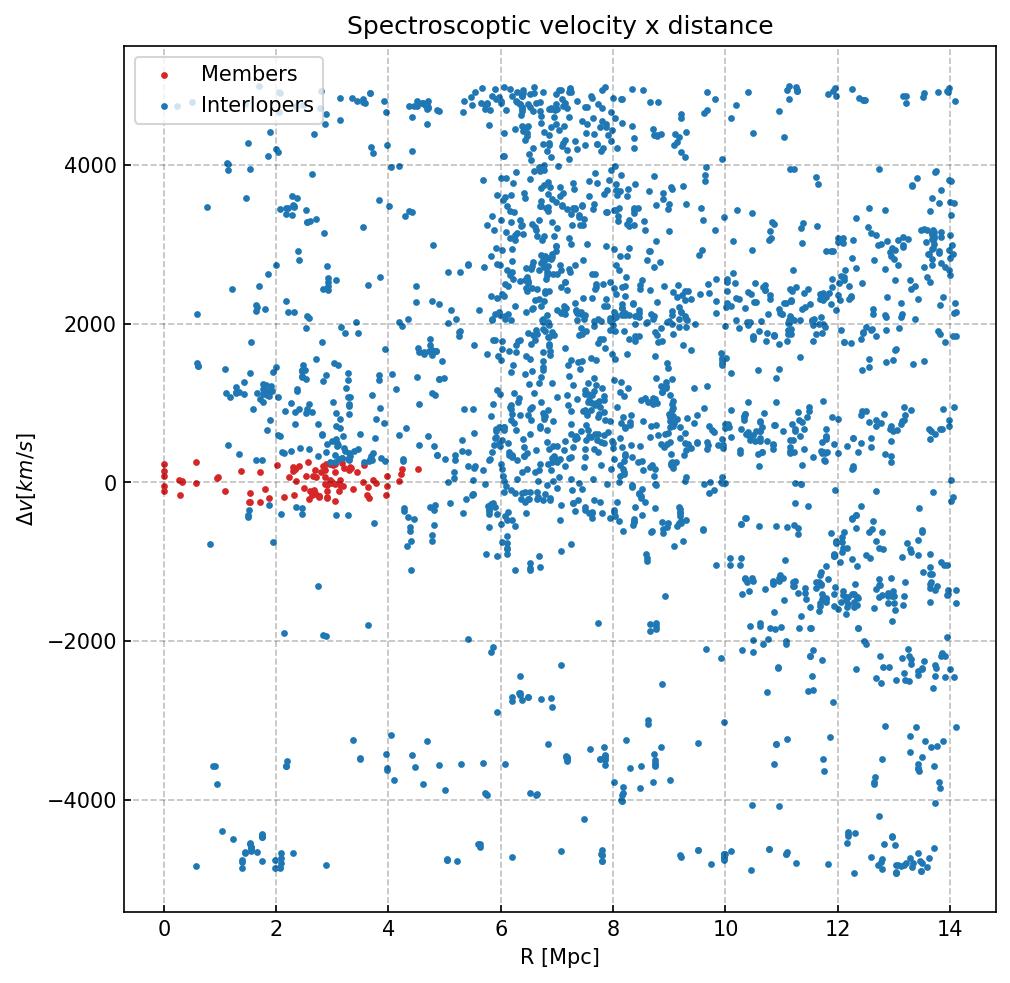 Spectroscoptic velocity x distance
Members
Interlopers
4000
2000
0
−2000
−4000
Δv[km/s]
0 2 4 6 8 10 12 14
R [Mpc]